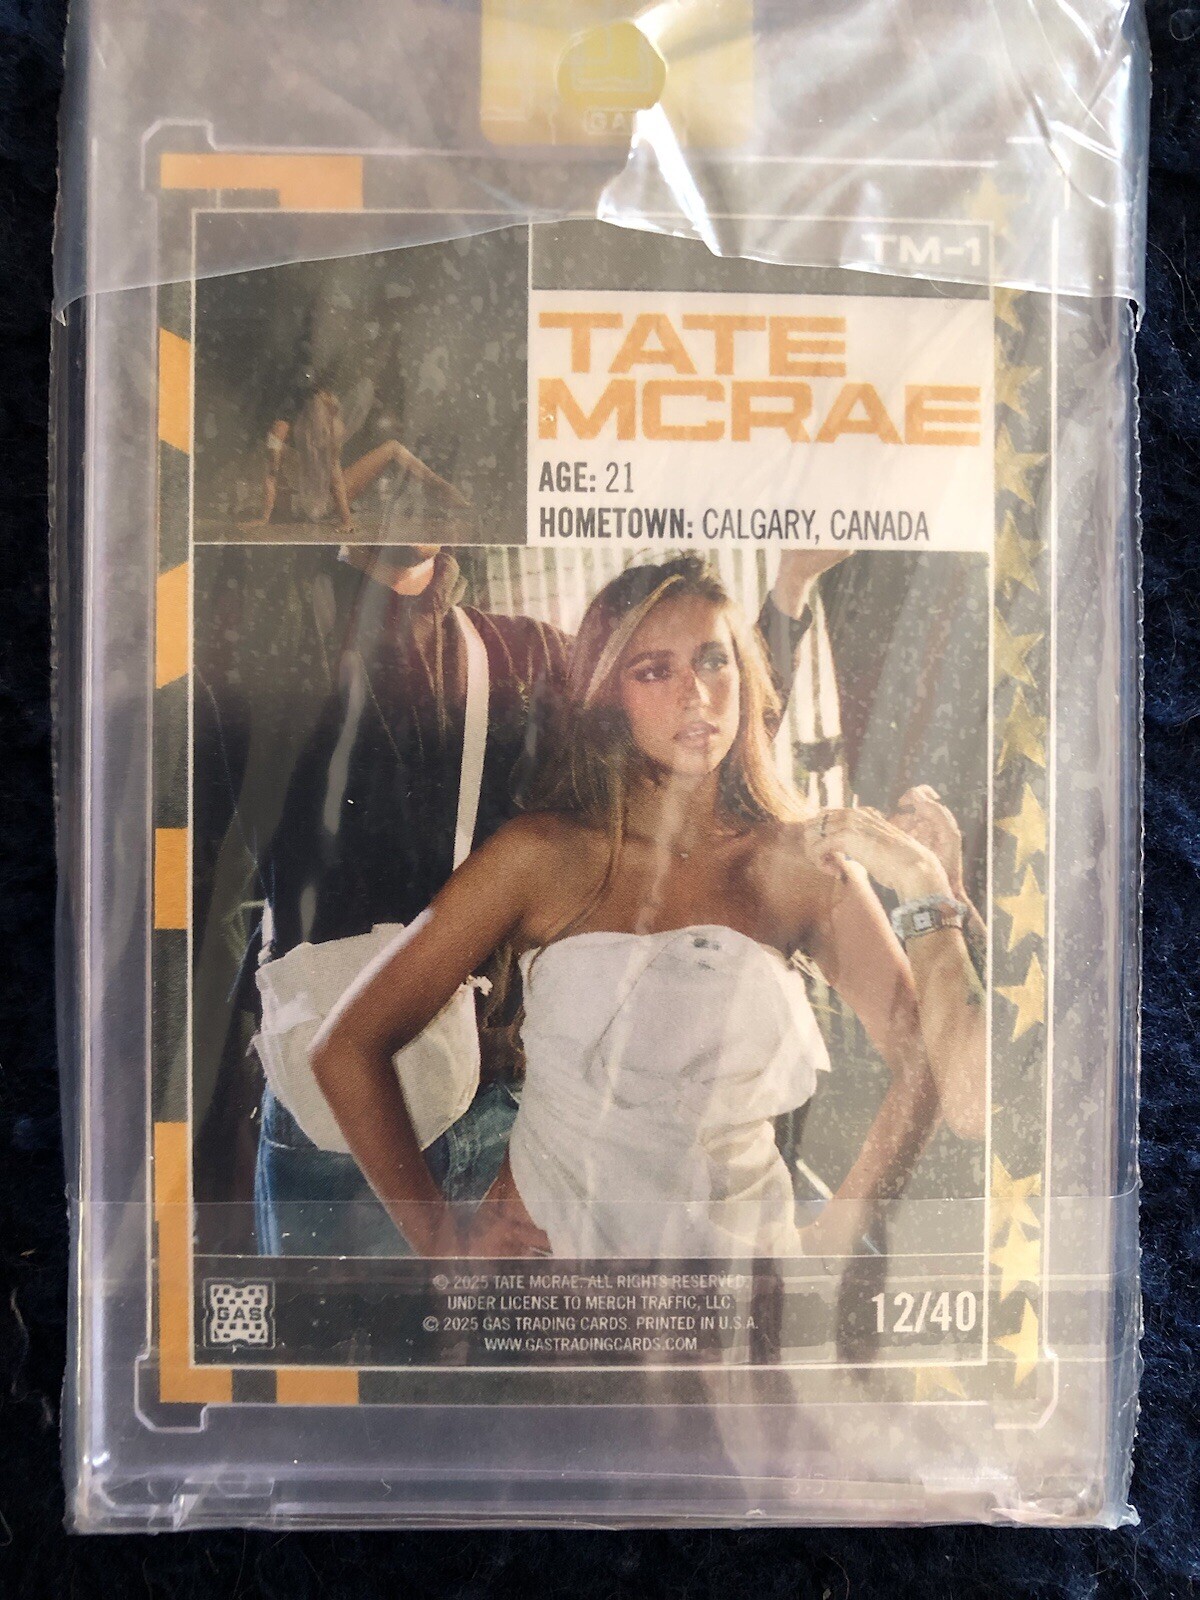 GAS
TM-1
TATE
MCRAE
AGE: 21
HOMETOWN: CALGARY, CANADA
GAS
© 2025 TATE MCRAE. ALL RIGHTS RESERVED.
UNDER LICENSE TO MERCH TRAFFIC, LLC.
© 2025 GAS TRADING CARDS. PRINTED IN U.S.A.
WWW.GASTRADINGCARDS.COM
12/40